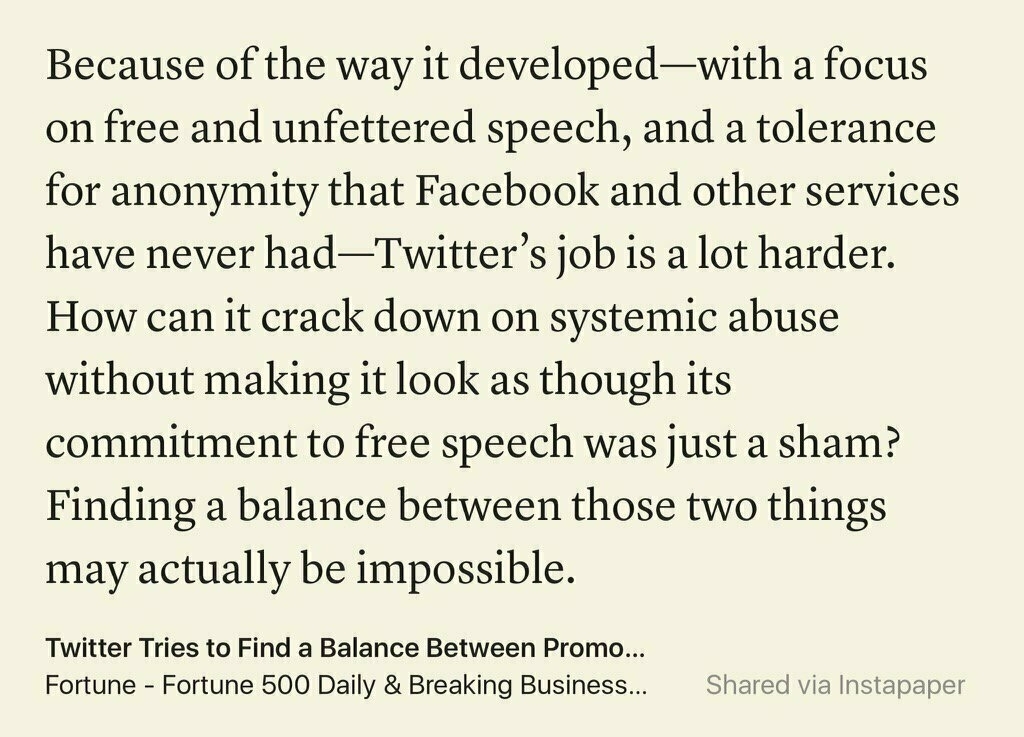 Because of the way it developed—with a focus
on free and unfettered speech, and a tolerance
for anonymity that Facebook and other services
have never had—Twitter’s job is a lot harder.
How can it crack down on systemic abuse
without making it look as though its
commitment to free speech was just a sham?
Finding a balance between those two things
may actually be impossible.
Twitter Tries to Find a Balance Between Promo...
Fortune - Fortune 500 Daily & Breaking Business...
Shared via Instapaper